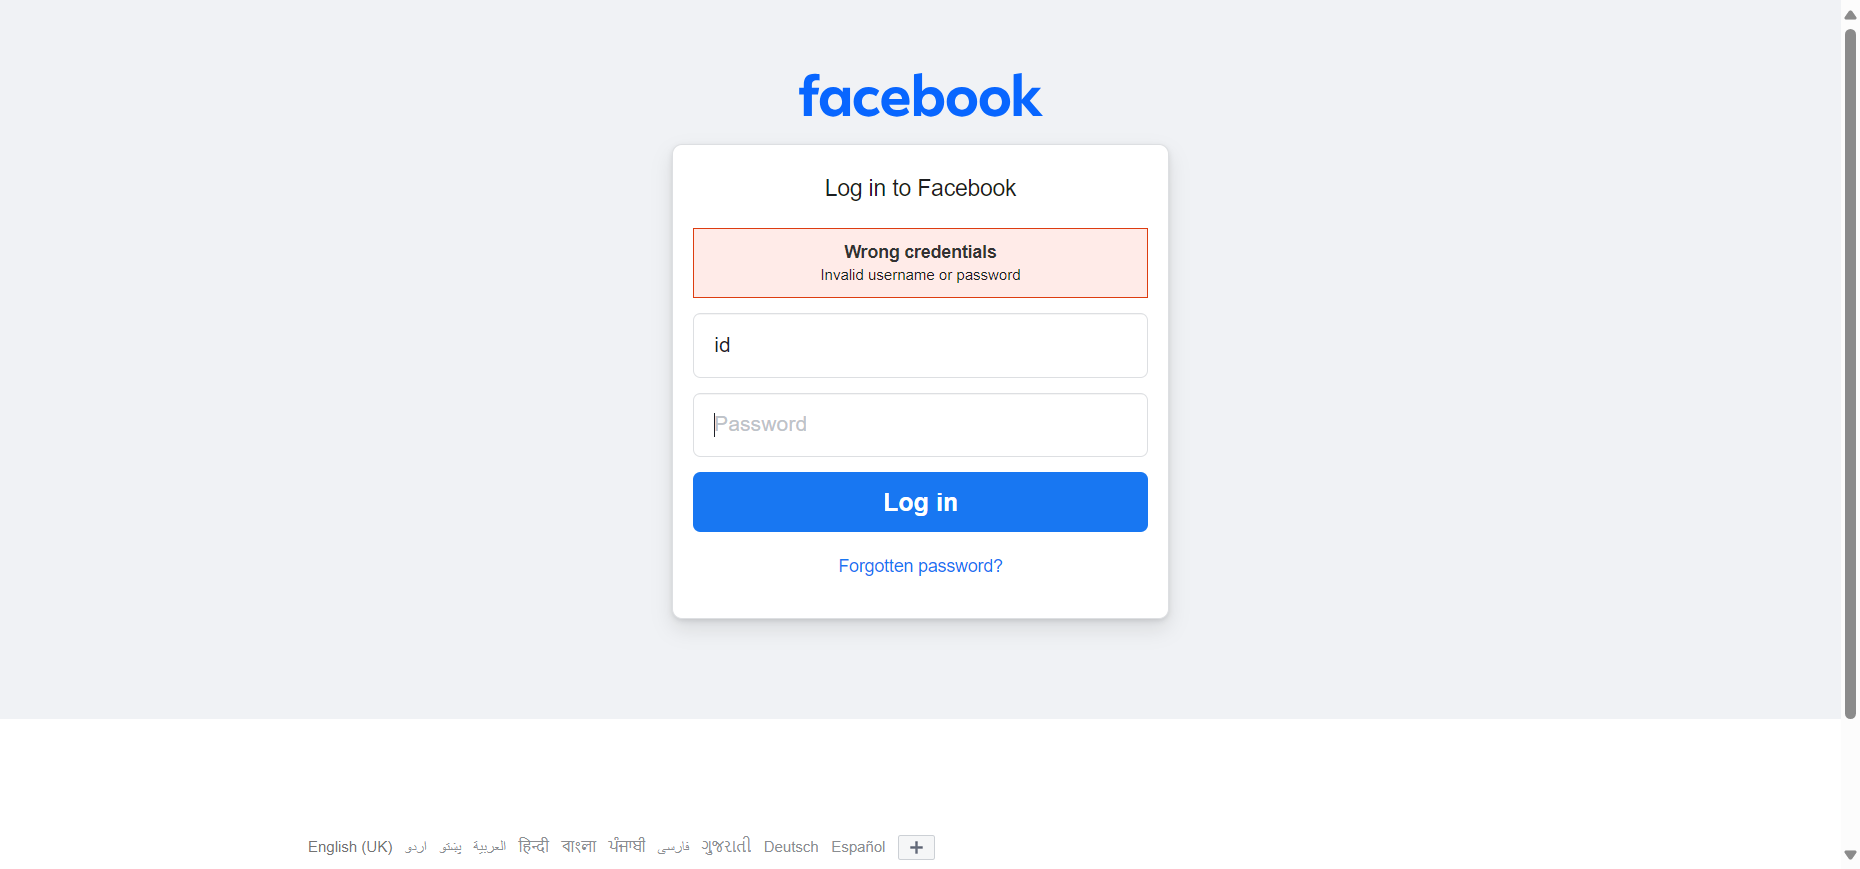 facebook
Log in to Facebook
Wrong credentials
Invalid username or password
id
Password
Log in
Forgotten password?
English (UK) اردو پښتو العربية हिन्दी বাংলা ਪੰਜਾਬੀ فارسی ગુજરાતી Deutsch Español +